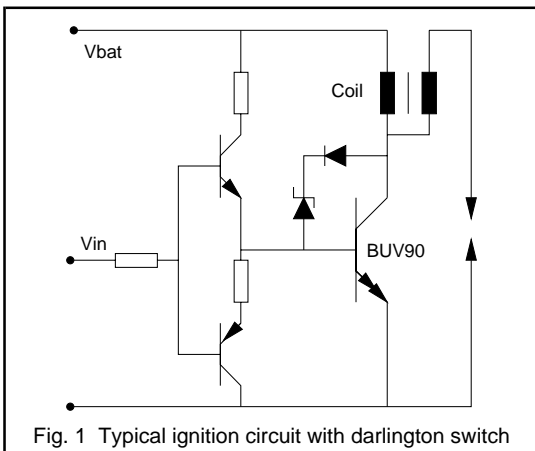 Vbat
Coil
Vin
BUV90
Fig. 1 Typical ignition circuit with darlington switch